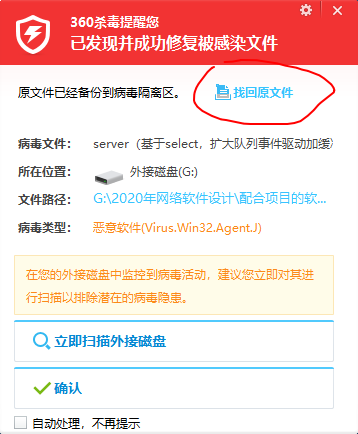 360杀毒提醒您
已发现并成功修复被感染文件
原文件已经备份到病毒隔离区。 找回原文件
病毒文件： server（基于select，扩大队列事件驱动加缓
所在位置： 外接磁盘(G:)
文件路径： G:\2020年网络软件设计\配合项目的软...
病毒类型： 恶意软件(Virus.Win32.Agent.J)
在您的外接磁盘中监控到病毒活动，建议您立即对其进
行扫描以排除潜在的病毒隐患。
立即扫描外接磁盘
确认
自动处理，不再提示